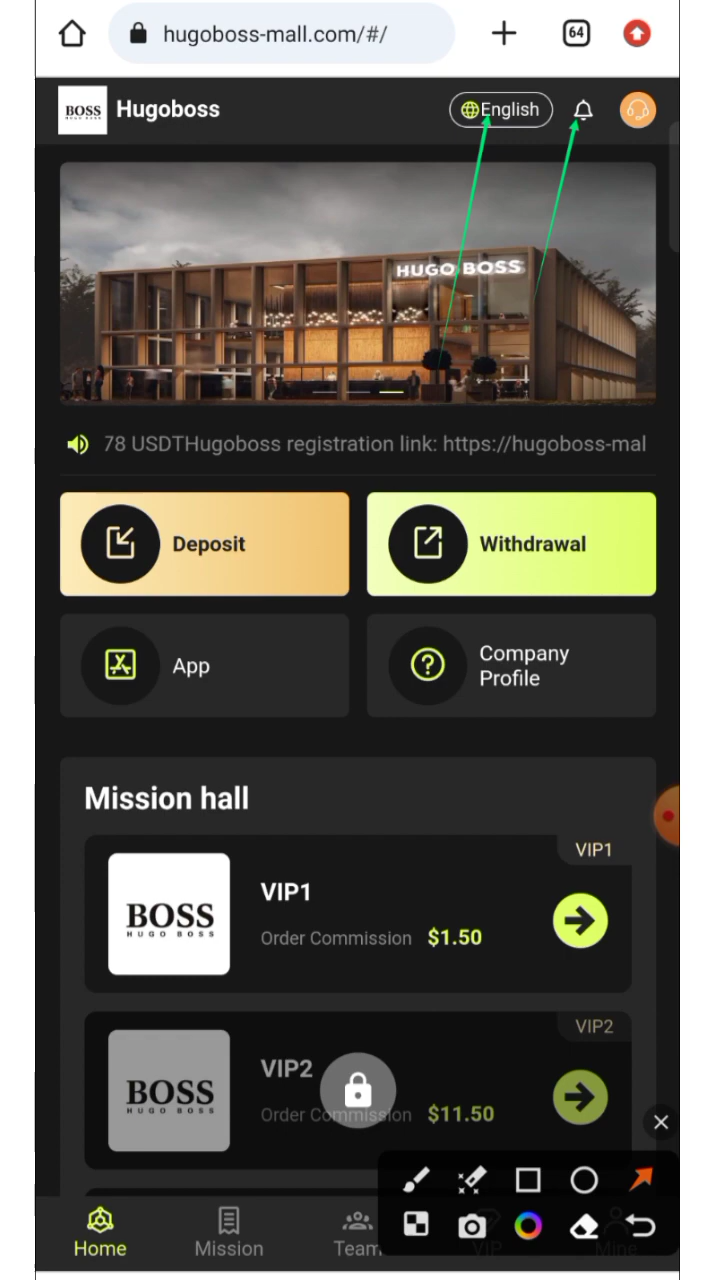 hugoboss-mall.com/#/
64
BOSS
HUGO BOSS
Hugoboss
English
HUGO BOSS
78 USDTHugoboss registration link: https://hugoboss-mal
Deposit
Withdrawal
App
Company
Profile
Mission hall
VIP1
BOSS
HUGO BOSS
VIP1
Order Commission $1.50
VIP2
BOSS
HUGO BOSS
VIP2
Order Commission $11.50
Home
Mission
Team
VIP
Mine